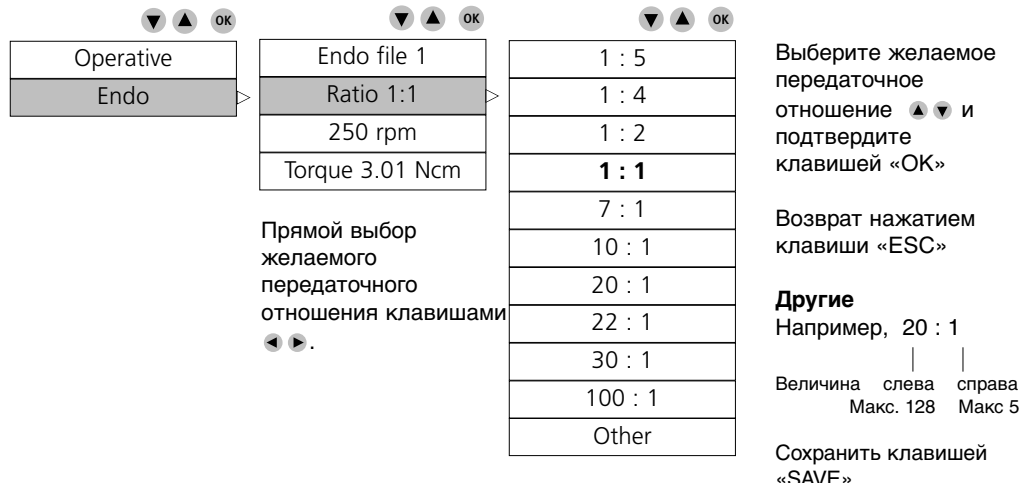 OK
Operative
Endo
OK
Endo file 1
Ratio 1:1
250 rpm
Torque 3.01 Ncm
Прямой выбор
желаемого
передаточного
отношения клавишами
.
OK
1 : 5
1 : 4
1 : 2
1 : 1
7 : 1
10 : 1
20 : 1
22 : 1
30 : 1
100 : 1
Other
Выберите желаемое
передаточное
отношение и
подтвердите
клавишей «OK»
Возврат нажатием
клавиши «ESC»
Другие
Например, 20 : 1
Величина слева справа
Макс. 128 Макс 5
Сохранить клавишей
«SAVE»